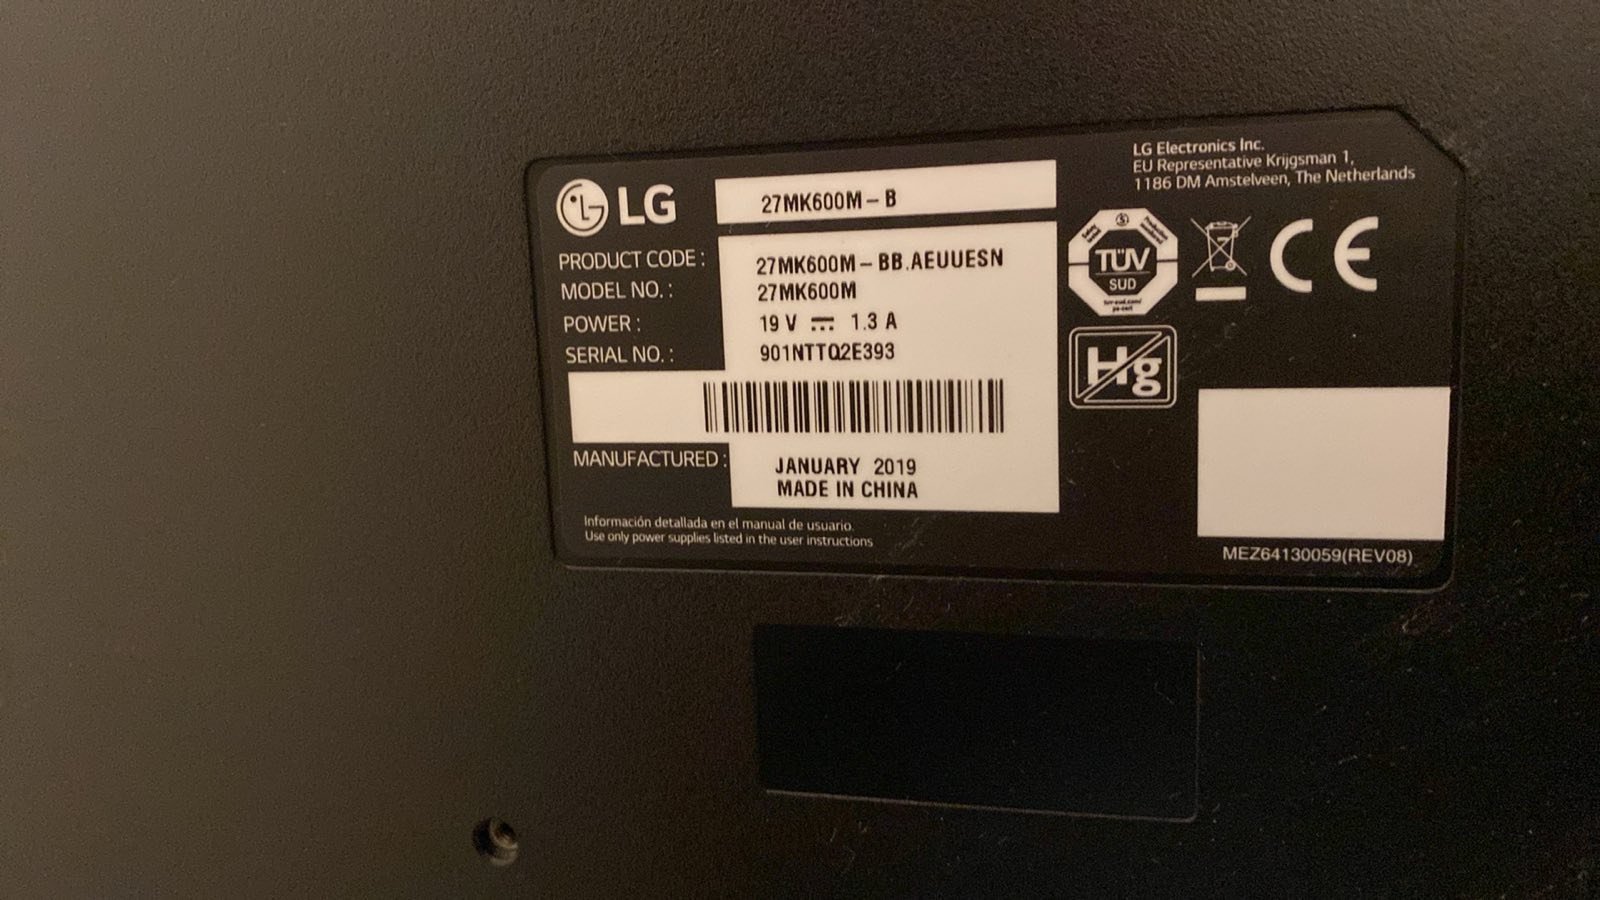 LG
27MK600M-B
PRODUCT CODE : 27MK600M-BB.AEUUESN
MODEL NO. : 27MK600M
POWER : 19 V 1.3 A
SERIAL NO. : 901NTTQ2E393
MANUFACTURED : JANUARY 2019
MADE IN CHINA
Información detallada en el manual de usuario.
Use only power supplies listed in the user instructions
LG Electronics Inc.
EU Representative Krijgsman 1,
1186 DM Amstelveen, The Netherlands
TÜV
SUD
CE
Hg
MEZ64130059(REV08)